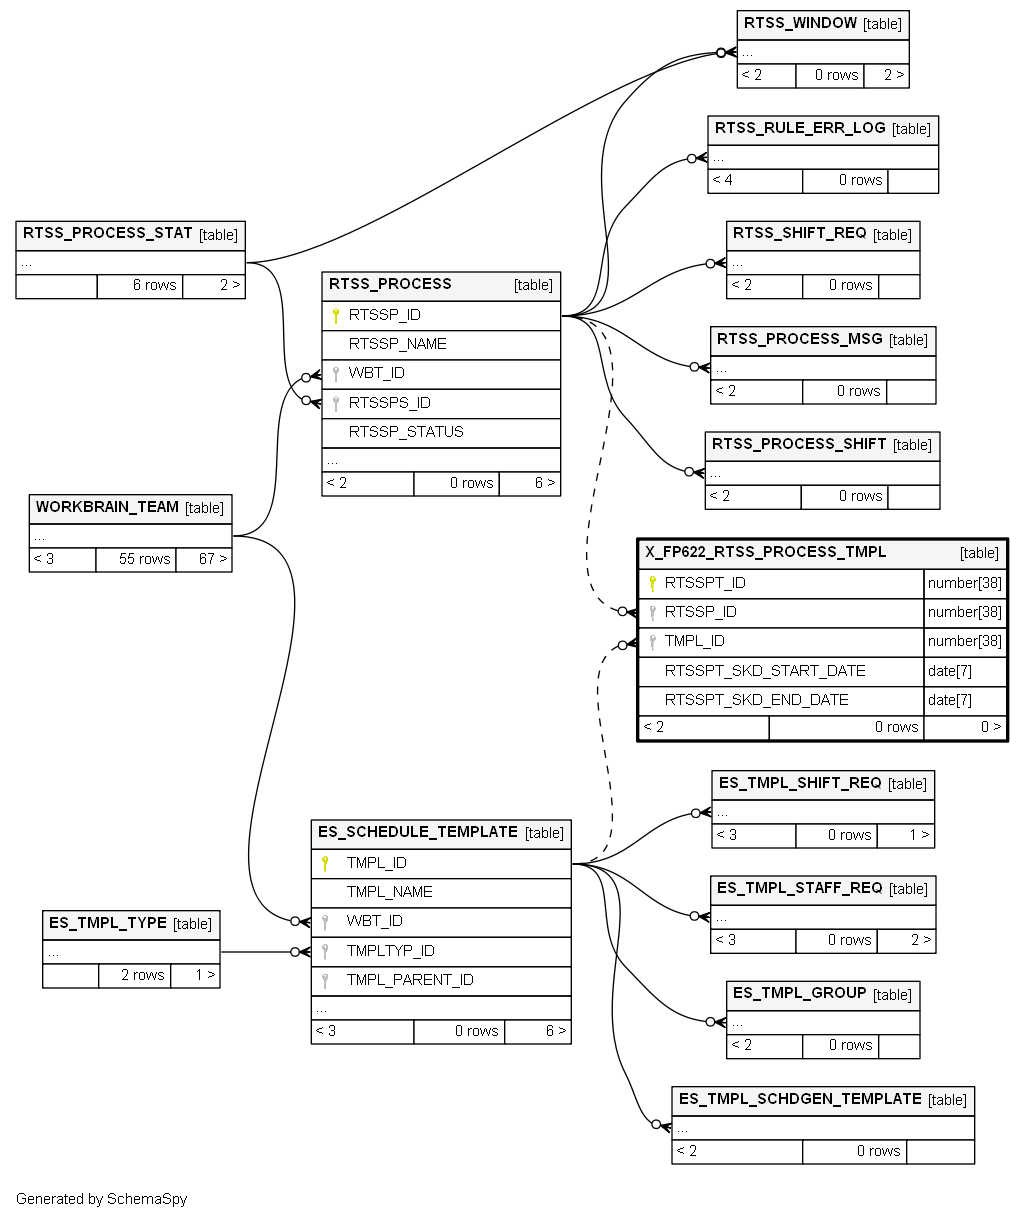 RTSS_WINDOW [table]
...
< 2 0 rows 2 >
RTSS_RULE_ERR_LOG [table]
...
< 4 0 rows
RTSS_PROCESS_STAT [table]
...
6 rows 2 >
RTSS_SHIFT_REQ [table]
...
< 2 0 rows
RTSS_PROCESS [table]
RTSSP_ID
RTSSP_NAME
WBT_ID
RTSSPS_ID
RTSSP_STATUS
...
< 2 0 rows 6 >
RTSS_PROCESS_MSG [table]
...
< 2 0 rows
RTSS_PROCESS_SHIFT [table]
...
< 2 0 rows
WORKBRAIN_TEAM [table]
...
< 3 55 rows 67 >
X_FP622_RTSS_PROCESS_TMPL [table]
RTSSPT_ID number[38]
RTSSP_ID number[38]
TMPL_ID number[38]
RTSSPT_SKD_START_DATE date[7]
RTSSPT_SKD_END_DATE date[7]
< 2 0 rows 0 >
ES_TMPL_SHIFT_REQ [table]
...
< 3 0 rows 1 >
ES_SCHEDULE_TEMPLATE [table]
TMPL_ID
TMPL_NAME
WBT_ID
TMPLTYP_ID
TMPL_PARENT_ID
...
< 3 0 rows 6 >
ES_TMPL_STAFF_REQ [table]
...
< 3 0 rows 2 >
ES_TMPL_TYPE [table]
...
2 rows 1 >
ES_TMPL_GROUP [table]
...
< 2 0 rows
ES_TMPL_SCHDGEN_TEMPLATE [table]
...
< 2 0 rows
Generated by SchemaSpy